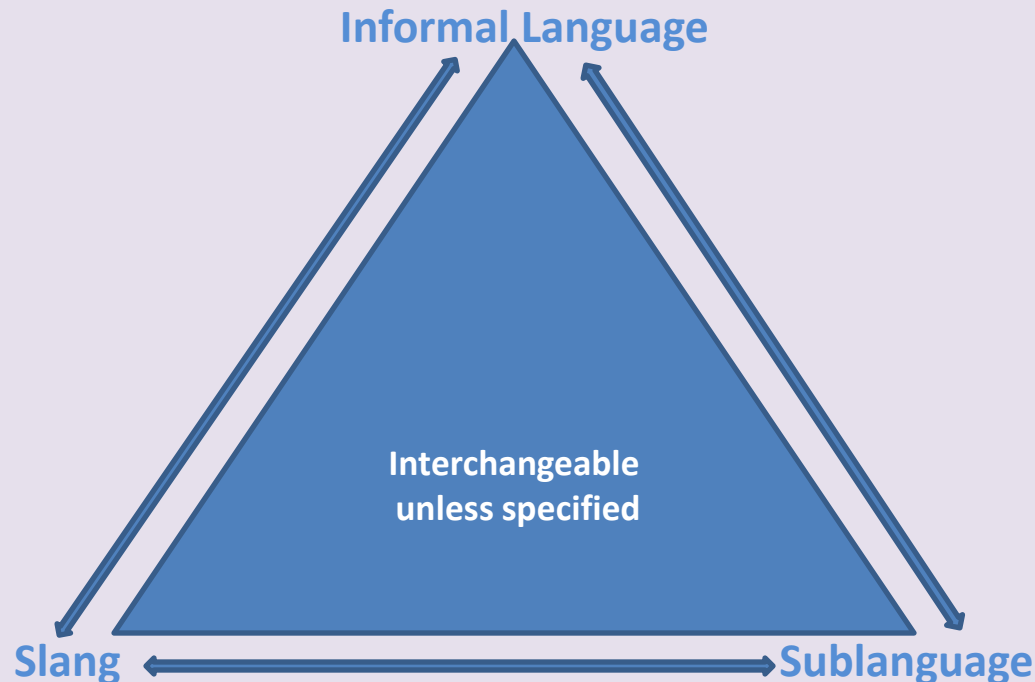 Informal Language
Interchangeable
unless specified
Slang
Sublanguage